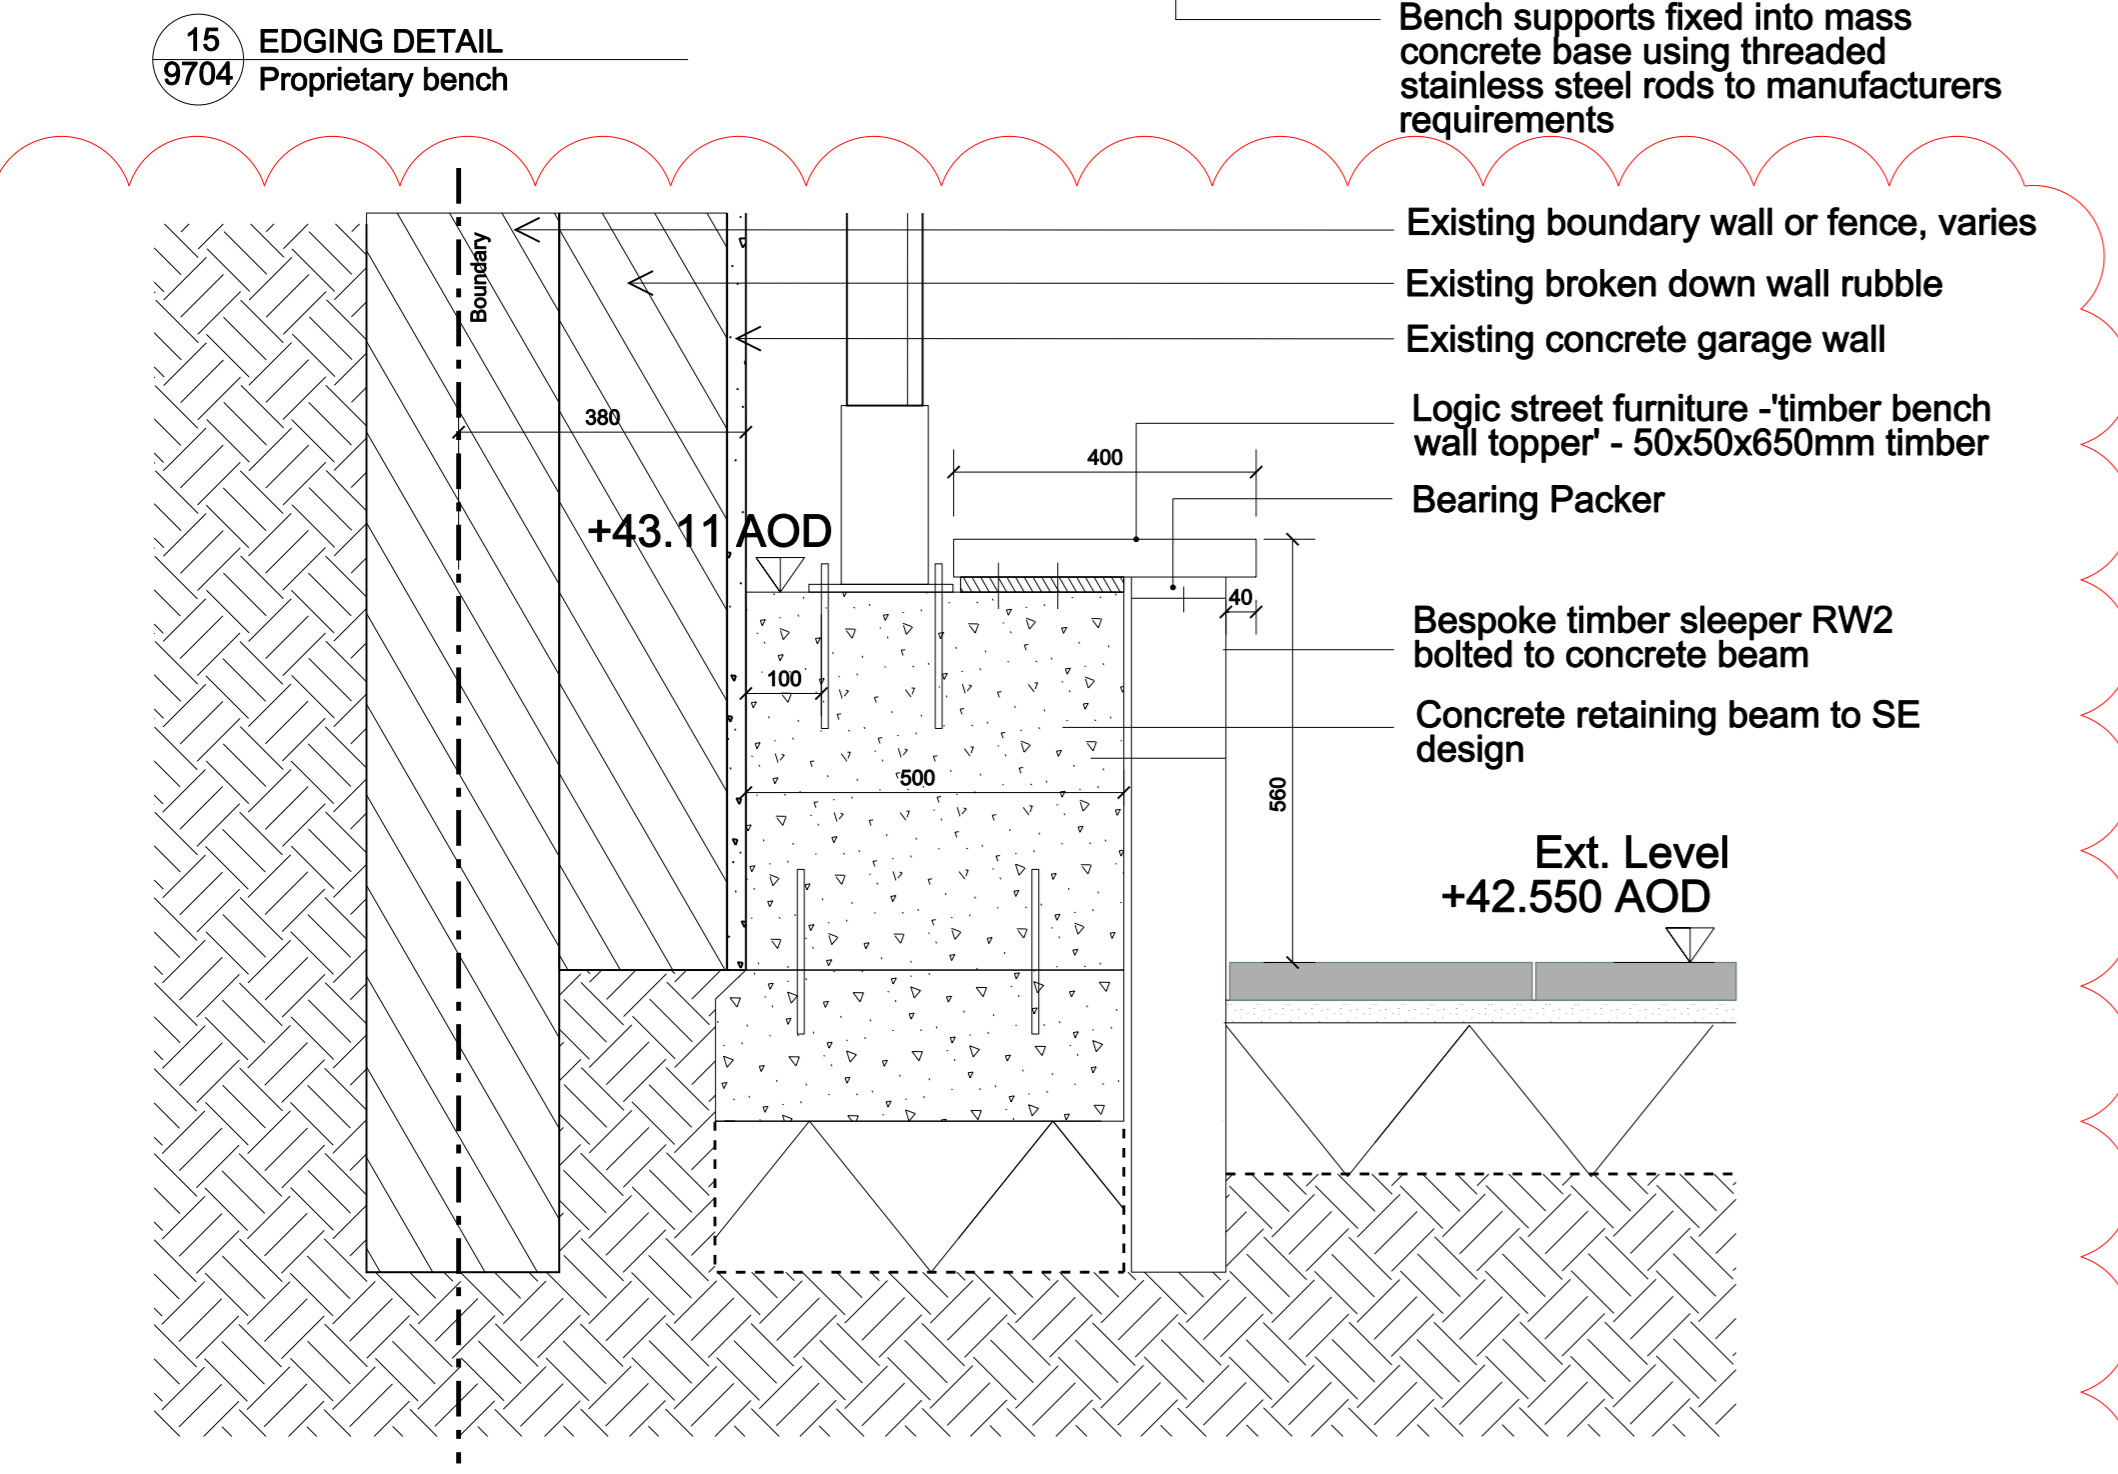 15
9704
EDGING DETAIL
Proprietary bench
Bench supports fixed into mass
concrete base using threaded
stainless steel rods to manufacturers
requirements
Existing boundary wall or fence, varies
Boundary
Existing broken down wall rubble
Existing concrete garage wall
Logic street furniture -'timber bench
wall topper' - 50x50x650mm timber
380
400
Bearing Packer
+43.11 AOD
40
Bespoke timber sleeper RW2
bolted to concrete beam
100
Concrete retaining beam to SE
design
500
560
Ext. Level
+42.550 AOD